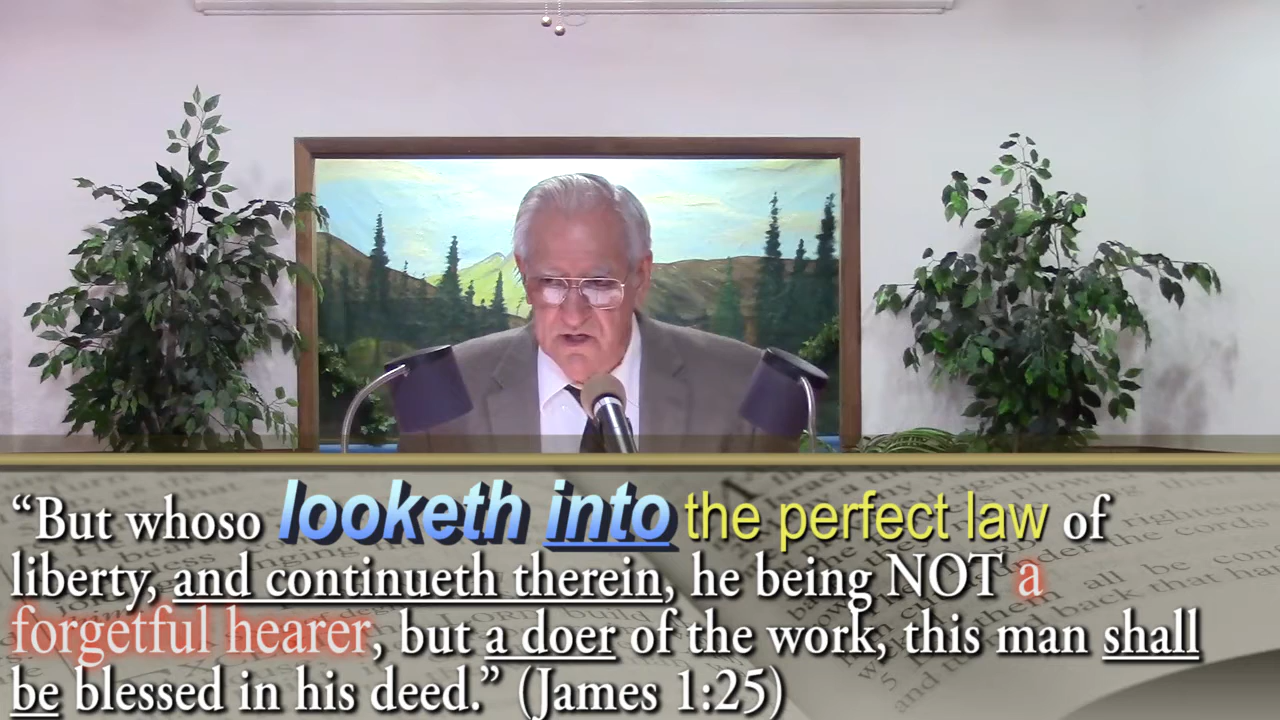 “But whoso looketh into the perfect law of
liberty, and continueth therein, he being NOT a
forgetful hearer, but a doer of the work, this man shall
be blessed in his deed.” (James 1:25)